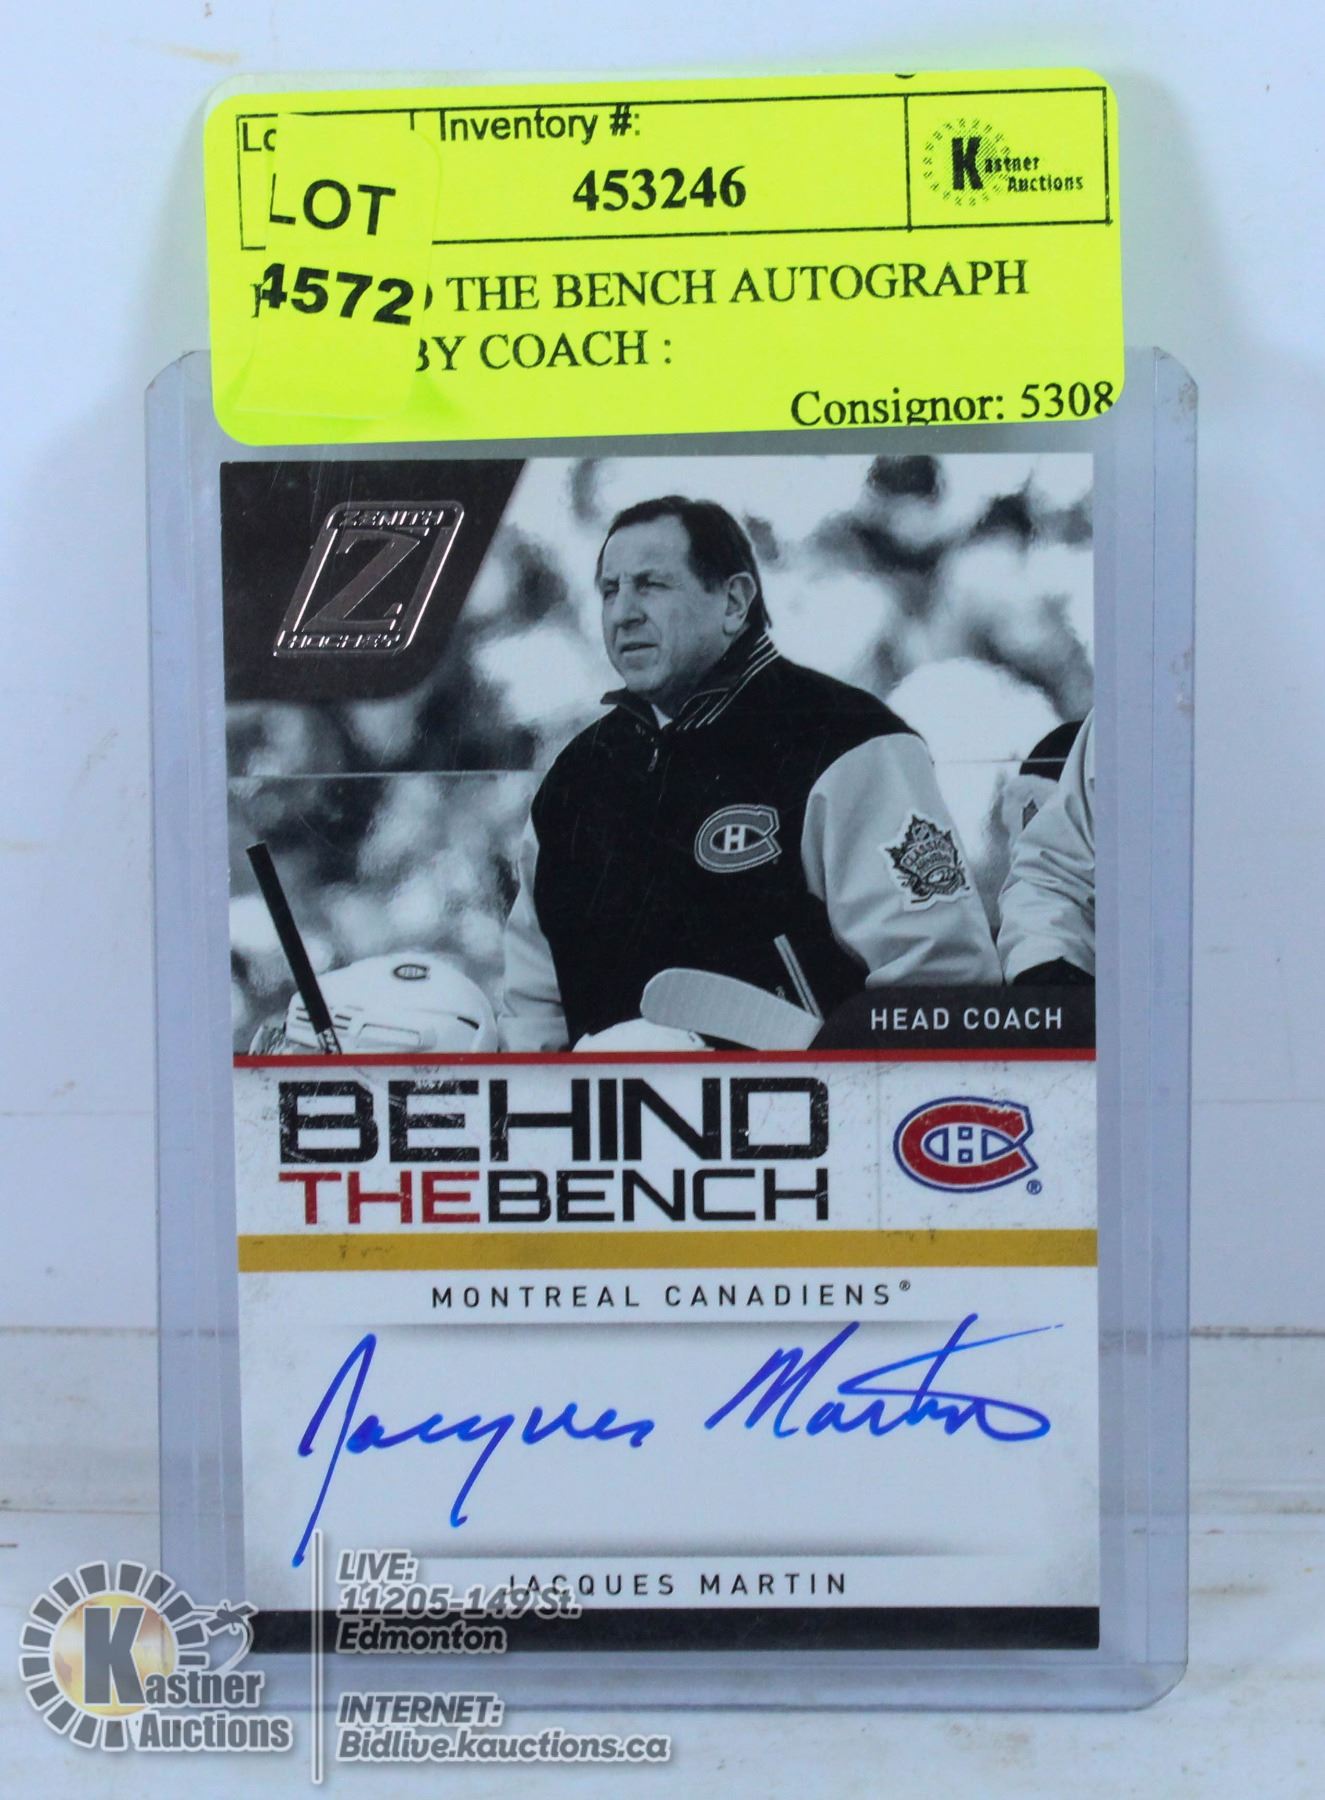 Inventory #:
453246
Kastner
Auctions
LOT
4572
THE BENCH AUTOGRAPH
BY COACH :
Consignor: 5308
ZENITH
Z
HOCKEY
CLASSIC
HEAD COACH
BEHIND
THEBENCH
MONTREAL CANADIENS®
Jacques Martin
JACQUES MARTIN
LIVE:
11205-149 St.
Edmonton
Kastner
Auctions
INTERNET:
Bidlive.kauctions.ca